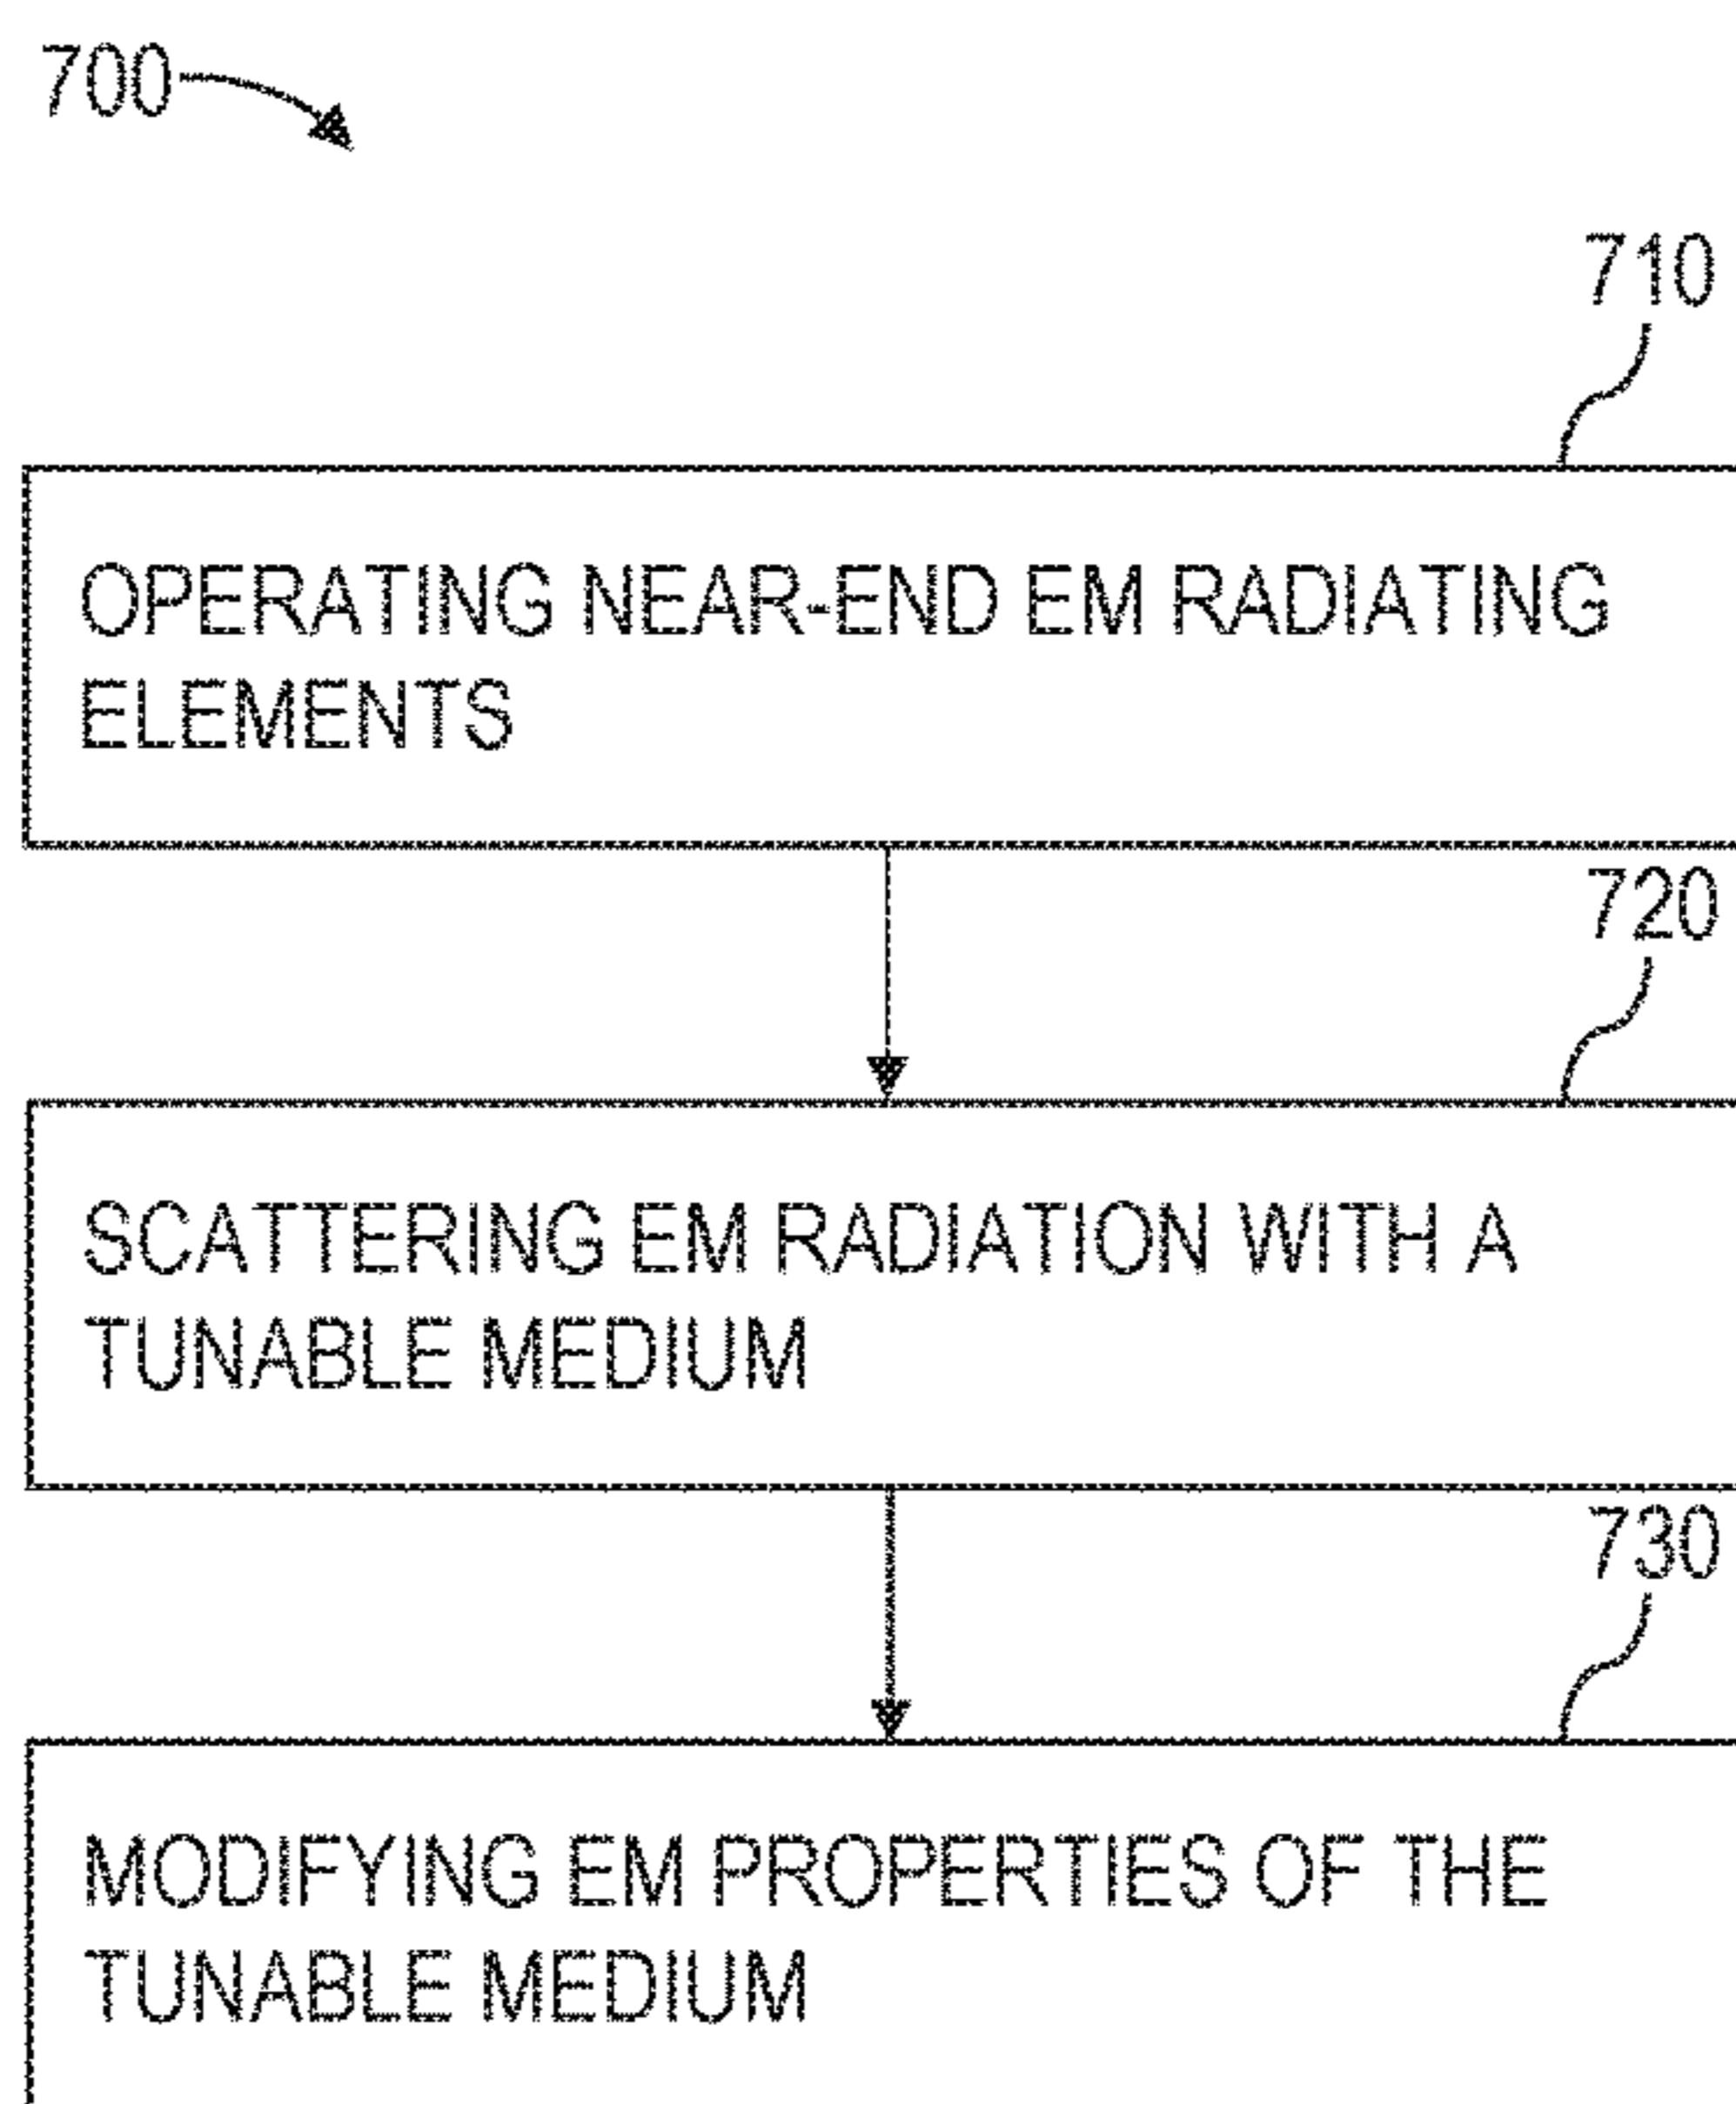 700
710
OPERATING NEAR-END EM RADIATING
ELEMENTS
720
SCATTERING EM RADIATION WITH A
TUNABLE MEDIUM
730
MODIFYING EM PROPERTIES OF THE
TUNABLE MEDIUM